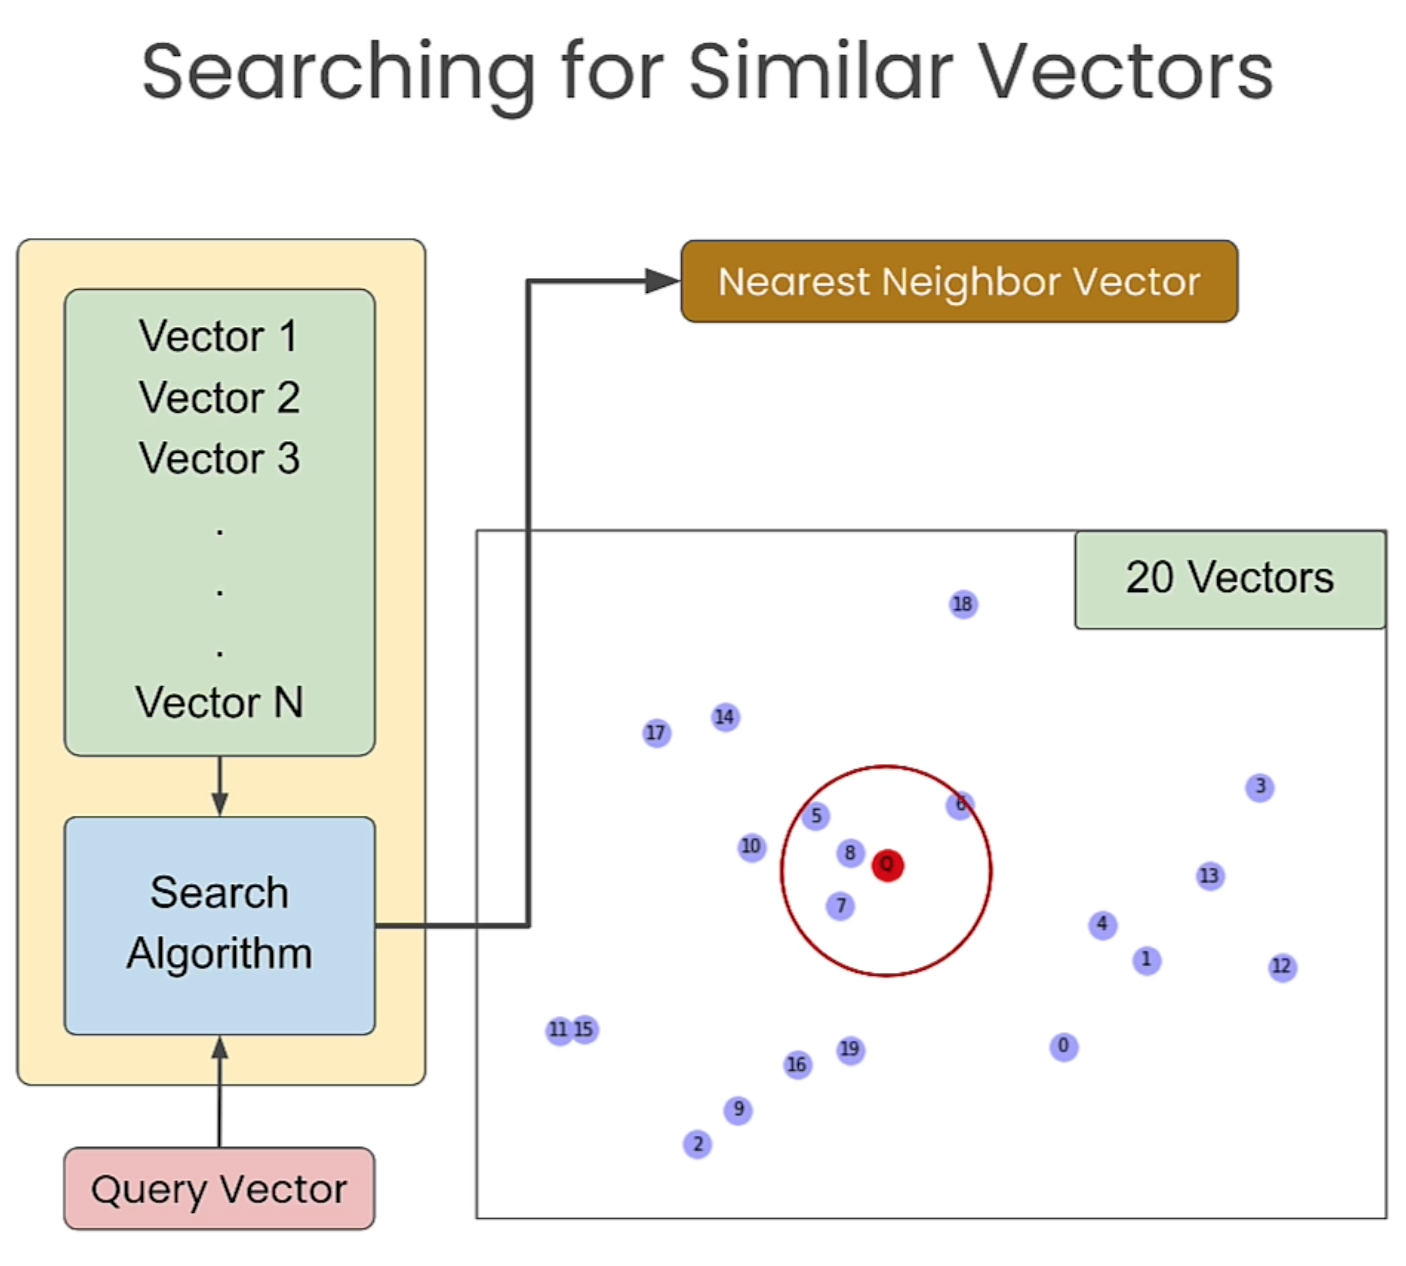 Searching for Similar Vectors
Nearest Neighbor Vector
Vector 1
Vector 2
Vector 3
.
.
.
Vector N
Search
Algorithm
Query Vector
20 Vectors
18
14
17
3
6
5
10
8
Q
13
7
4
1
12
11
15
0
19
16
9
2